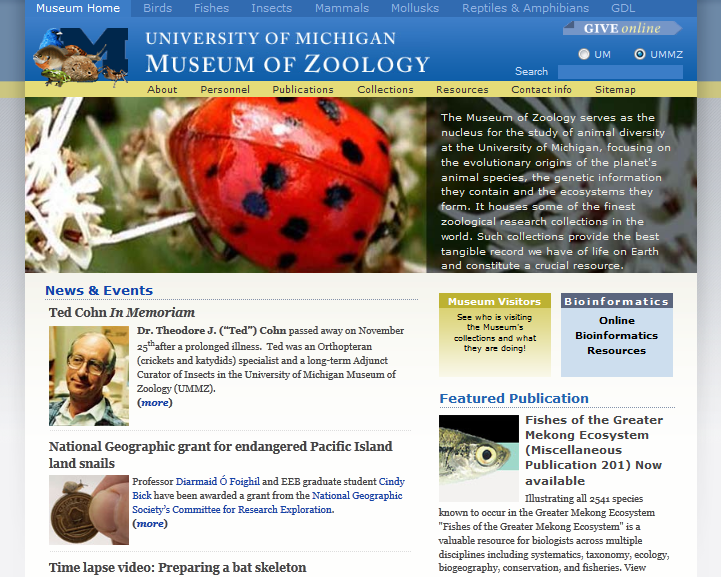 Museum Home Birds Fishes Insects Mammals Mollusks Reptiles & Amphibians GDL
GIVE online
UNIVERSITY OF MICHIGAN
MUSEUM OF ZOOLOGY
UM UMMZ
Search
About Personnel Publications Collections Resources Contact info Sitemap
The Museum of Zoology serves as the
nucleus for the study of animal diversity
at the University of Michigan, focusing on
the evolutionary origins of the planet's
animal species, the genetic information
they contain and the ecosystems they
form. It houses some of the finest
zoological research collections in the
world. Such collections provide the best
tangible record we have of life on Earth
and constitute a crucial resource.
News & Events
Ted Cohn In Memoriam
Dr. Theodore J. ("Ted") Cohn passed away on November
25th after a prolonged illness. Ted was an Orthopteran
(crickets and katydids) specialist and a long-term Adjunct
Curator of Insects in the University of Michigan Museum of
Zoology (UMMZ).
(more)
National Geographic grant for endangered Pacific Island
land snails
Professor Diarmaid Ó Foighil and EEB graduate student Cindy
Bick have been awarded a grant from the National Geographic
Society's Committee for Research Exploration.
(more)
Time lapse video: Preparing a bat skeleton
Museum Visitors
See who is visiting
the Museum's
collections and what
they are doing!
Bioinformatics
Online
Bioinformatics
Resources
Featured Publication
Fishes of the Greater
Mekong Ecosystem
(Miscellaneous
Publication 201) Now
available
Illustrating all 2541 species
known to occur in the Greater Mekong Ecosystem
"Fishes of the Greater Mekong Ecosystem" is a
valuable resource for biologists across multiple
disciplines including systematics, taxonomy, ecology,
biogeography, conservation, and fisheries. View